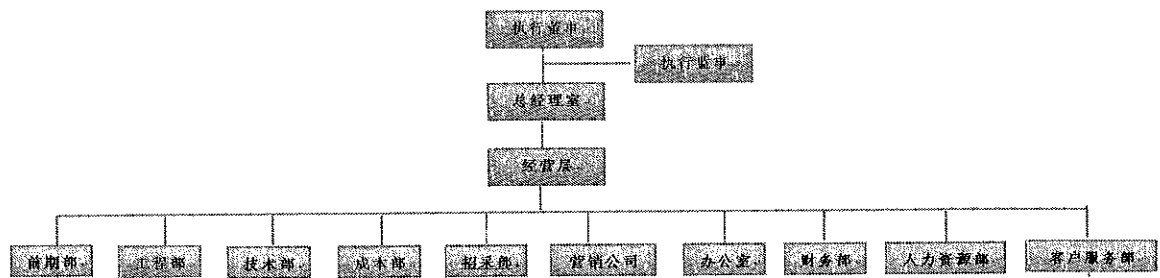 执行董事
执行监事
总经理室
经营层
前期部
工程部
技术部
成本部
招采部
营销公司
办公室
财务部
人力资源部
客户服务部